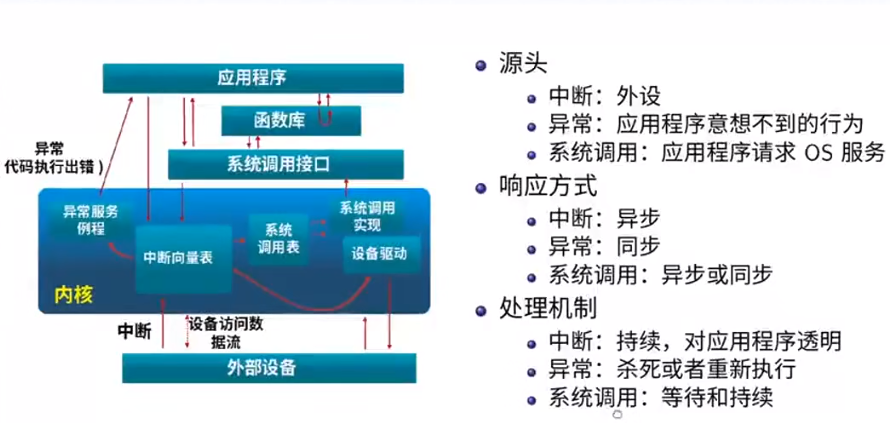 应用程序
函数库
异常
代码执行出错）
系统调用接口
异常服务
例程
系统调用
实现
系统
调用表
中断向量表
设备驱动
内核
中断
设备访问数
据流
外部设备
源头
中断：外设
异常：应用程序意想不到的行为
系统调用：应用程序请求 OS 服务
响应方式
中断：异步
异常：同步
系统调用：异步或同步
处理机制
中断：持续，对应用程序透明
异常：杀死或者重新执行
系统调用：等待和持续